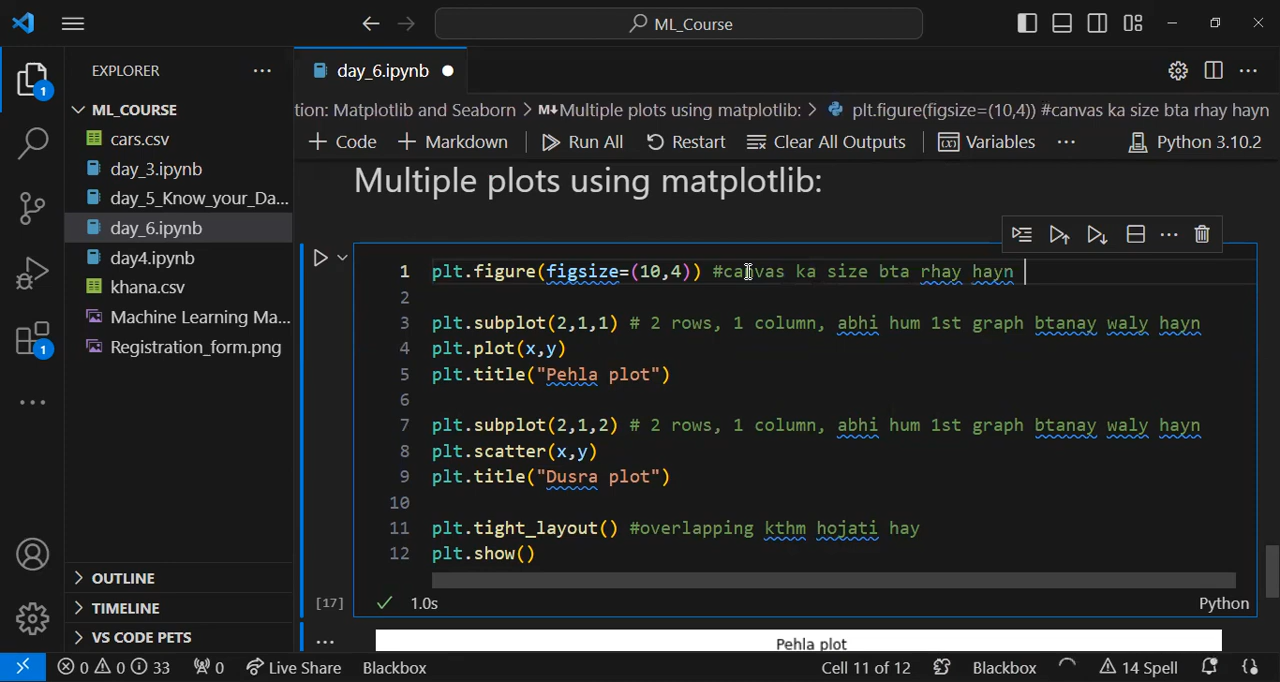 ML_Course
EXPLORER
ML_COURSE
cars.csv
day_3.ipynb
day_5_Know_your_Da...
day_6.ipynb
day4.ipynb
khana.csv
Machine Learning Ma...
Registration_form.png
OUTLINE
TIMELINE
VS CODE PETS
1
1
day_6.ipynb
tion: Matplotlib and Seaborn > M↓Multiple plots using matplotlib: > plt.figure(figsize=(10,4)) #canvas ka size bta rhay hayn
+ Code + Markdown Run All Restart Clear All Outputs Variables ... Python 3.10.2
Multiple plots using matplotlib:
1 plt.figure(figsize=(10,4)) #canvas ka size bta rhay hayn
2
3 plt.subplot(2,1,1) # 2 rows, 1 column, abhi hum 1st graph btanay waly hayn
4 plt.plot(x,y)
5 plt.title("Pehla plot")
6
7 plt.subplot(2,1,2) # 2 rows, 1 column, abhi hum 1st graph btanay waly hayn
8 plt.scatter(x,y)
9 plt.title("Dusra plot")
10
11 plt.tight_layout() #overlapping kthm hojati hay
12 plt.show()
[17] 1.0s Python
Pehla plot
0 0 33 0 Live Share Blackbox Cell 11 of 12 Blackbox 14 Spell